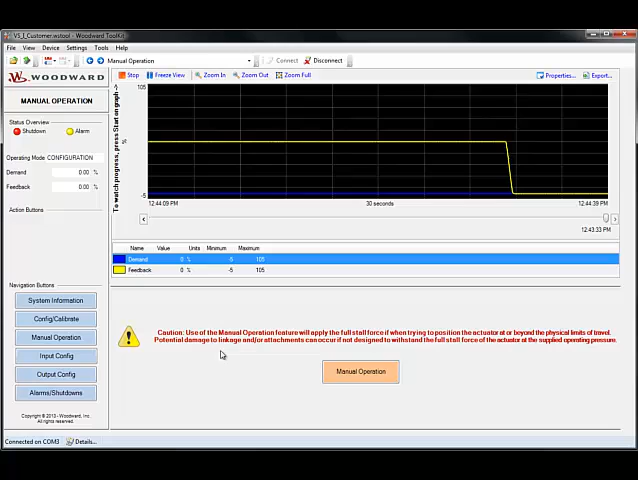 VS_I_Customer.wstool - Woodward ToolKit
File View Device Settings Tools Help
Manual Operation Connect Disconnect
WOODWARD
Stop Freeze View Zoom In Zoom Out Zoom Full Properties... Export...
MANUAL OPERATION
Status Overview
Shutdown Alarm
Operating Mode CONFIGURATION
Demand 0.00 %
Feedback 0.00 %
Action Buttons
Navigation Buttons
System Information
Config/Calibrate
Manual Operation
Input Config
Output Config
Alarms/Shutdowns
Copyright © 2013 - Woodward, Inc.
All rights reserved.
To watch progress, press Start on graph ->
105
%
-5
12:44:09 PM 30 seconds 12:44:39 PM
12:43:33 PM
Name Value Units Minimum Maximum
Demand 0 % -5 105
Feedback 0 % -5 105
Caution: Use of the Manual Operation feature will apply the full stall force if when trying to position the actuator at or beyond the physical limits of travel.
Potential damage to linkage and/or attachments can occur if not designed to withstand the full stall force of the actuator at the supplied operating pressure.
Manual Operation
Connected on COM3 Details...